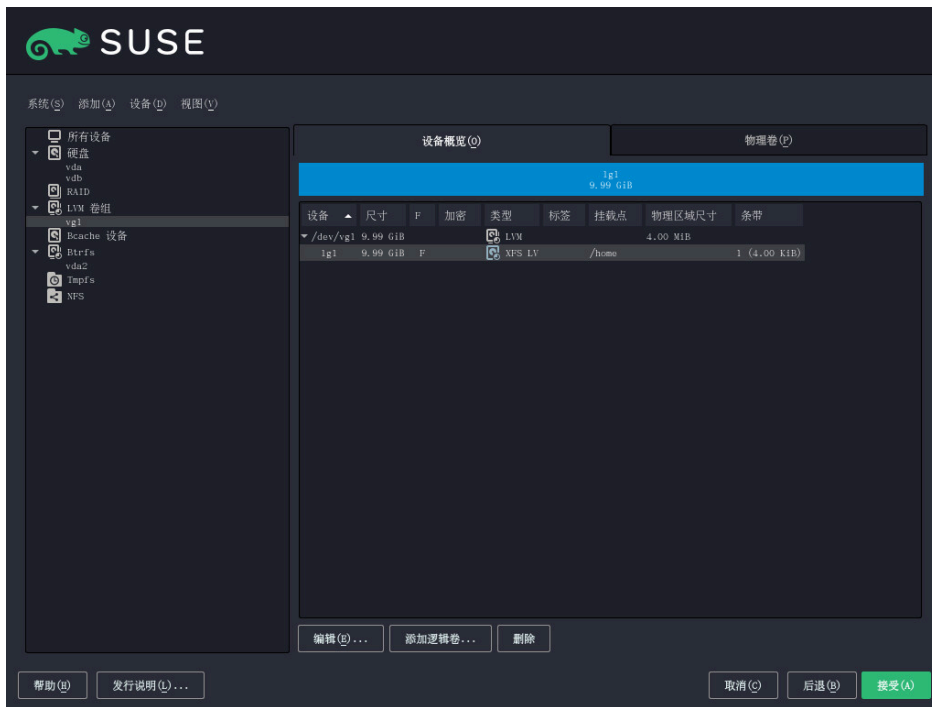 SUSE
系统(S) 添加(A) 设备(D) 视图(V)
所有设备
硬盘
vda
vdb
RAID
LVM 卷组
vg1
Bcache 设备
Btrfs
vda2
Tmpfs
NFS
设备概览(O) 物理卷(P)
lg1
9.99 GiB
设备 尺寸 F 加密 类型 标签 挂载点 物理区域尺寸 条带
/dev/vg1 9.99 GiB LVM 4.00 MiB
lg1 9.99 GiB F XFS LV /home 1 (4.00 KiB)
编辑(E)... 添加逻辑卷... 删除
帮助(H) 发行说明(L)... 取消(C) 后退(B) 接受(A)